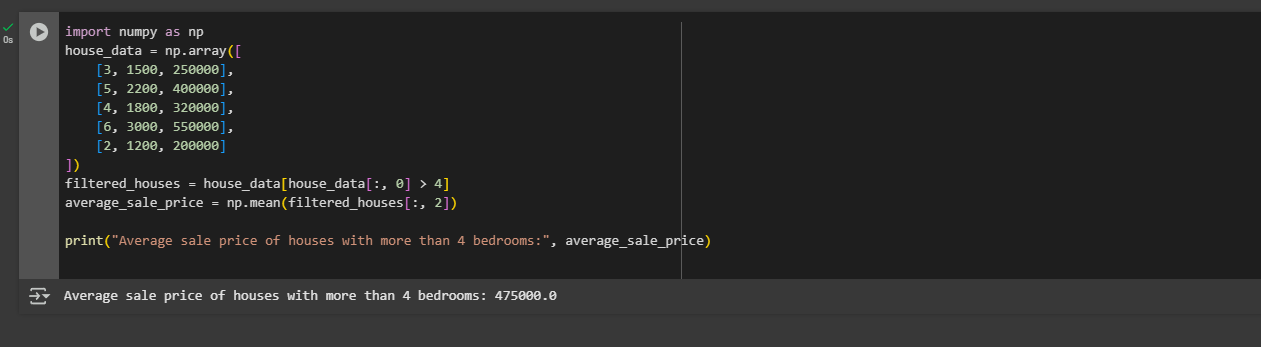 0s
import numpy as np
house_data = np.array([
    [3, 1500, 250000],
    [5, 2200, 400000],
    [4, 1800, 320000],
    [6, 3000, 550000],
    [2, 1200, 200000]
])
filtered_houses = house_data[house_data[:, 0] > 4]
average_sale_price = np.mean(filtered_houses[:, 2])
print("Average sale price of houses with more than 4 bedrooms:", average_sale_price)
Average sale price of houses with more than 4 bedrooms: 475000.0